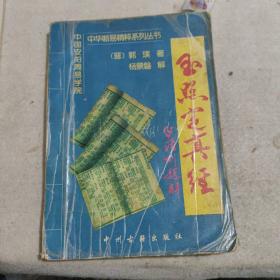 中国安阳周易学院
中华周易精粹系列丛书
(晋) 郭璞 著
杨景磐 解
玉照定真经
中州古籍出版社